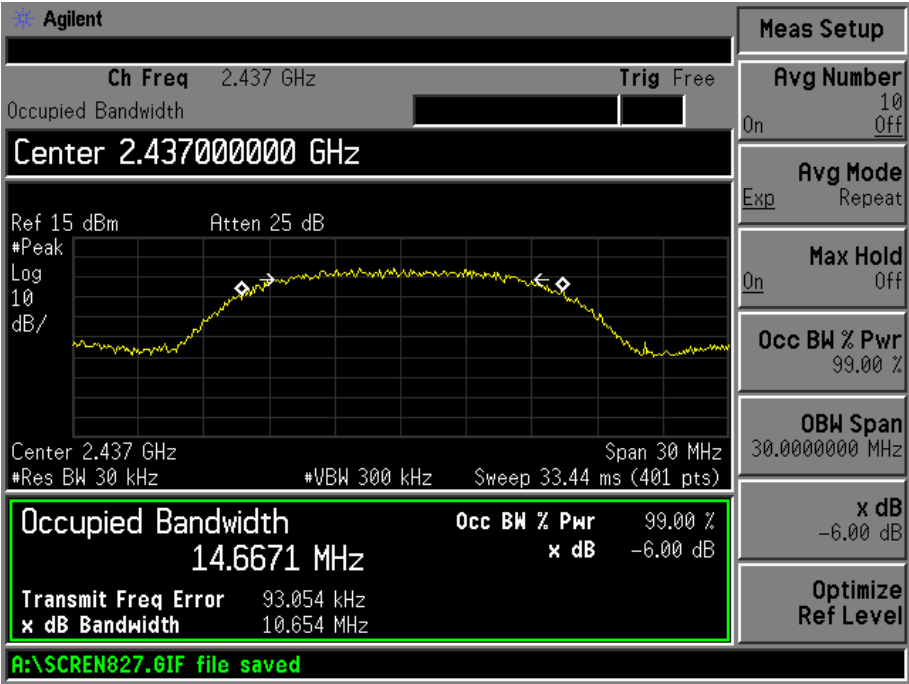 Agilent
Ch Freq 2.437 GHz Trig Free
Occupied Bandwidth
Center 2.437000000 GHz
Ref 15 dBm Atten 25 dB
#Peak
Log
10
dB/
Center 2.437 GHz Span 30 MHz
#Res BW 30 kHz #VBW 300 kHz Sweep 33.44 ms (401 pts)
Occupied Bandwidth Occ BW % Pwr 99.00 %
14.6671 MHz x dB -6.00 dB
Transmit Freq Error 93.054 kHz
x dB Bandwidth 10.654 MHz
A:\SCREN827.GIF file saved
Meas Setup
Avg Number
10
On Off
Avg Mode
Exp Repeat
Max Hold
On Off
Occ BW % Pwr
99.00 %
OBW Span
30.0000000 MHz
x dB
-6.00 dB
Optimize
Ref Level